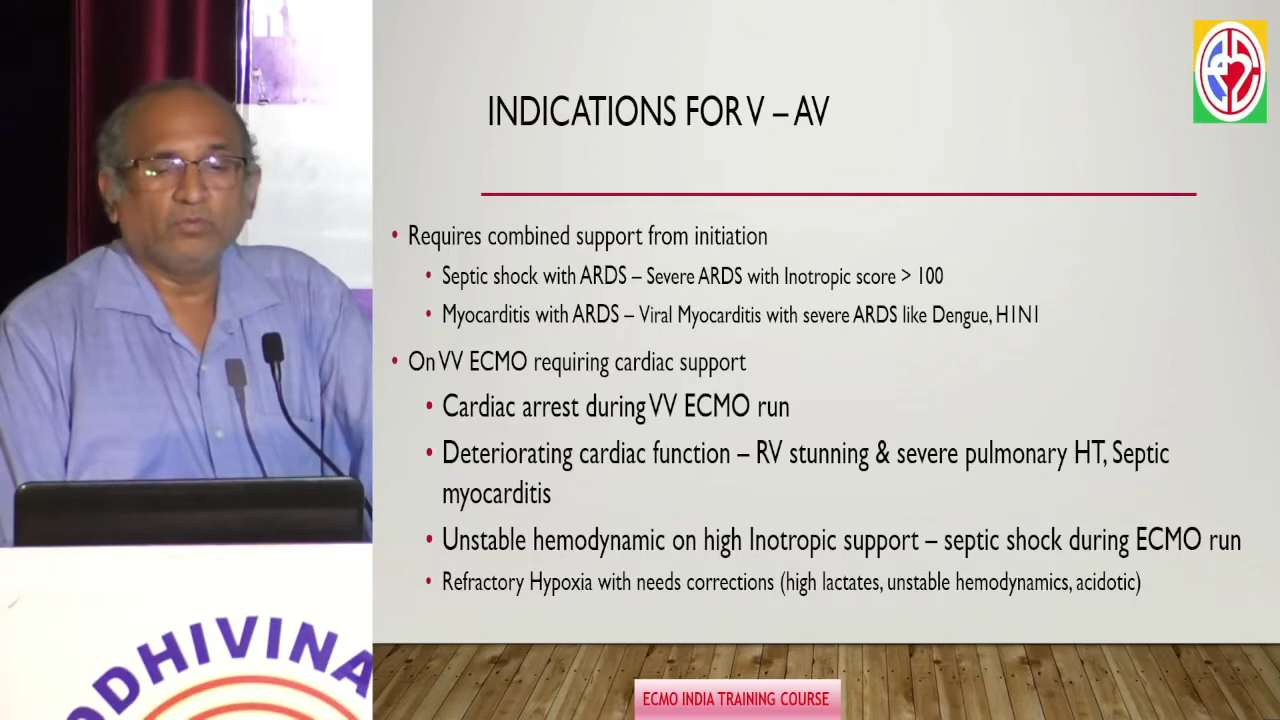 INDICATIONS FOR V – AV
• Requires combined support from initiation
• Septic shock with ARDS – Severe ARDS with Inotropic score > 100
• Myocarditis with ARDS – Viral Myocarditis with severe ARDS like Dengue, H1N1
• On VV ECMO requiring cardiac support
• Cardiac arrest during VV ECMO run
• Deteriorating cardiac function – RV stunning & severe pulmonary HT, Septic
myocarditis
• Unstable hemodynamic on high Inotropic support – septic shock during ECMO run
• Refractory Hypoxia with needs corrections (high lactates, unstable hemodynamics, acidotic)
ECMO INDIA TRAINING COURSE
ODHIVINA